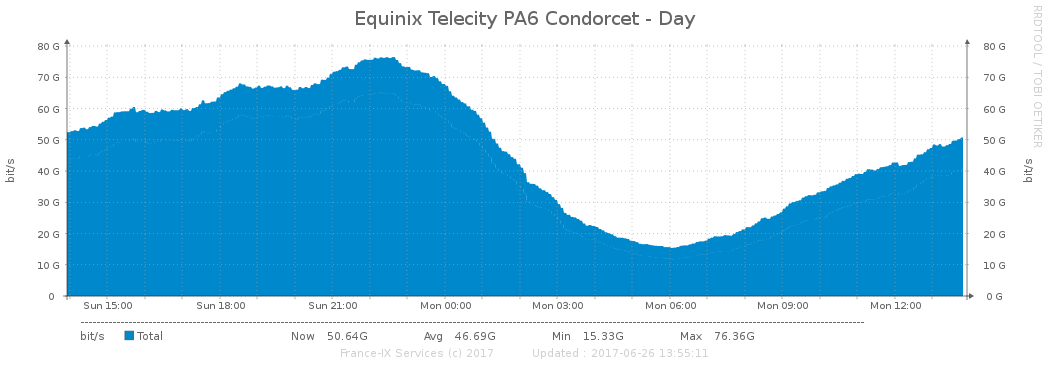 Equinix Telecity PA6 Condorcet - Day
RRDTOOL / TOBI OETIKER
80 G 80 G
70 G 70 G
60 G 60 G
50 G 50 G
40 G 40 G
30 G 30 G
20 G 20 G
10 G 10 G
0 0 G
bit/s bit/s
Sun 15:00 Sun 18:00 Sun 21:00 Mon 00:00 Mon 03:00 Mon 06:00 Mon 09:00 Mon 12:00
bit/s Total Now 50.64G Avg 46.69G Min 15.33G Max 76.36G
France-IX Services (c) 2017 Updated : 2017-06-26 13:55:11